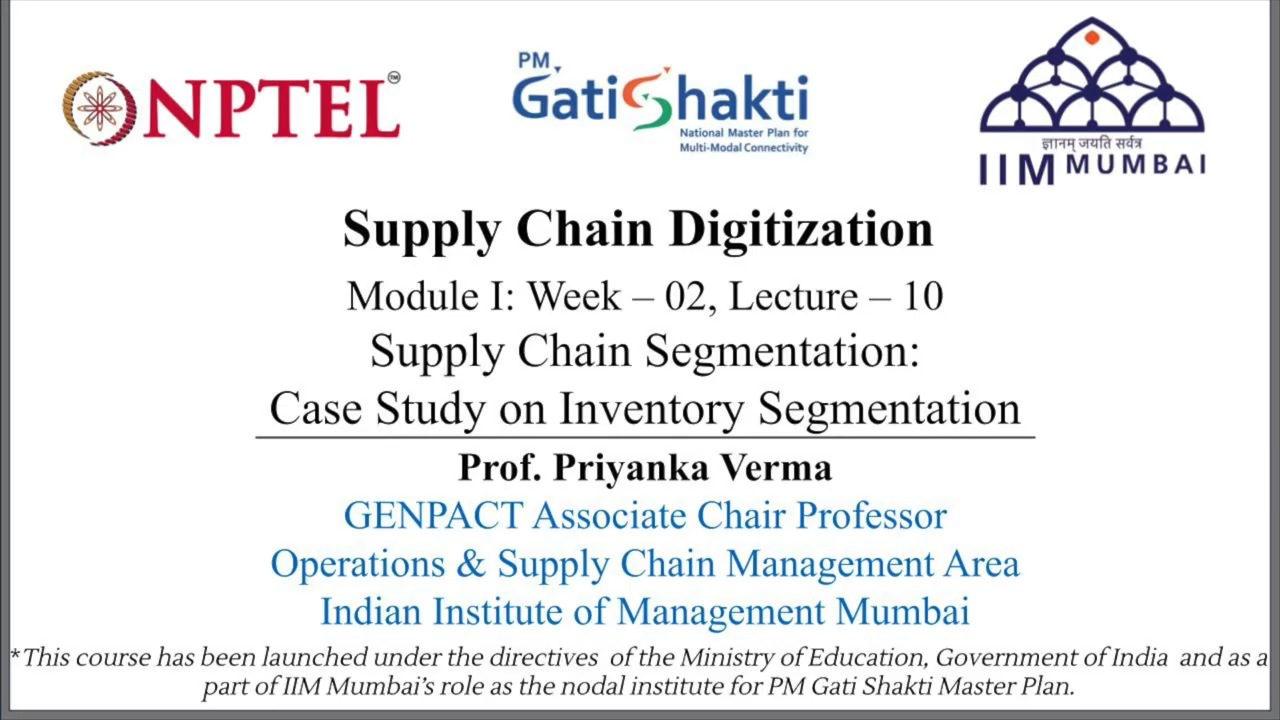 NPTEL™
PM
GatiShakti
National Master Plan for
Multi-Modal Connectivity
ज्ञानम् जयति सर्वत्र
IIM MUMBAI
Supply Chain Digitization
Module I: Week – 02, Lecture – 10
Supply Chain Segmentation:
Case Study on Inventory Segmentation
Prof. Priyanka Verma
GENPACT Associate Chair Professor
Operations & Supply Chain Management Area
Indian Institute of Management Mumbai
*This course has been launched under the directives of the Ministry of Education, Government of India and as a
part of IIM Mumbai’s role as the nodal institute for PM Gati Shakti Master Plan.